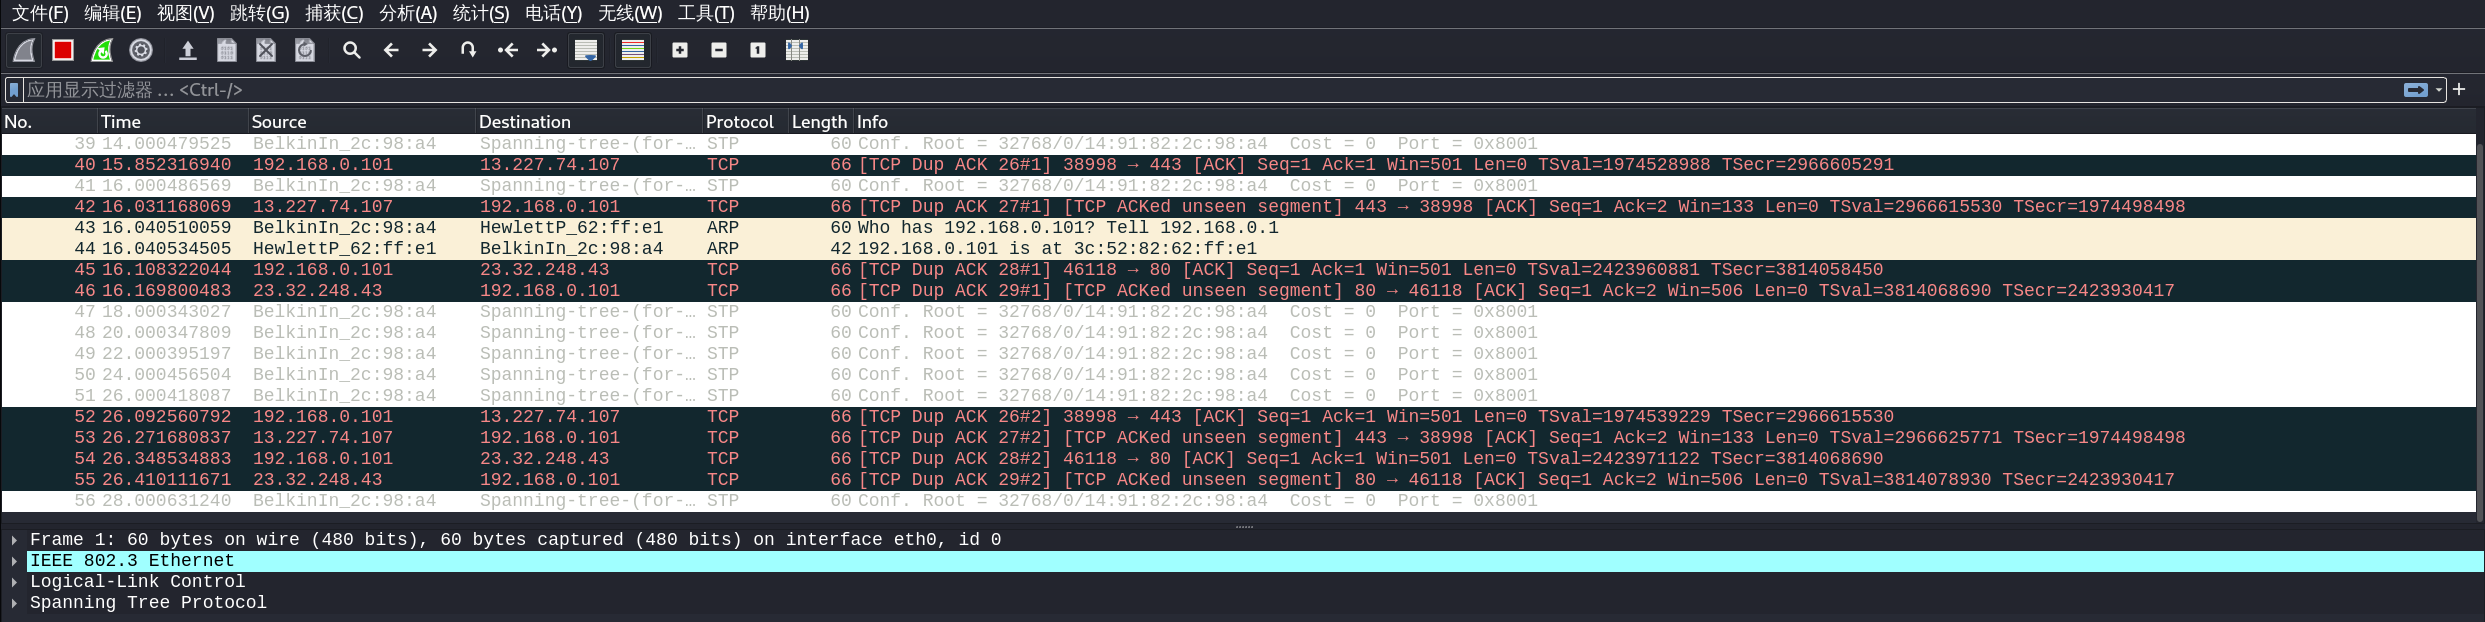 文件(F) 编辑(E) 视图(V) 跳转(G) 捕获(C) 分析(A) 统计(S) 电话(Y) 无线(W) 工具(T) 帮助(H)
应用显示过滤器 … <Ctrl-/>
No. Time Source Destination Protocol Length Info
39 14.000479525 BelkinIn_2c:98:a4 Spanning-tree-(for-… STP 60 Conf. Root = 32768/0/14:91:82:2c:98:a4 Cost = 0 Port = 0x8001
40 15.852316940 192.168.0.101 13.227.74.107 TCP 66 [TCP Dup ACK 26#1] 38998 → 443 [ACK] Seq=1 Ack=1 Win=501 Len=0 TSval=1974528988 TSecr=2966605291
41 16.000486569 BelkinIn_2c:98:a4 Spanning-tree-(for-… STP 60 Conf. Root = 32768/0/14:91:82:2c:98:a4 Cost = 0 Port = 0x8001
42 16.031168069 13.227.74.107 192.168.0.101 TCP 66 [TCP Dup ACK 27#1] [TCP ACKed unseen segment] 443 → 38998 [ACK] Seq=1 Ack=2 Win=133 Len=0 TSval=2966615530 TSecr=1974498498
43 16.040510059 BelkinIn_2c:98:a4 HewlettP_62:ff:e1 ARP 60 Who has 192.168.0.101? Tell 192.168.0.1
44 16.040534505 HewlettP_62:ff:e1 BelkinIn_2c:98:a4 ARP 42 192.168.0.101 is at 3c:52:82:62:ff:e1
45 16.108322044 192.168.0.101 23.32.248.43 TCP 66 [TCP Dup ACK 28#1] 46118 → 80 [ACK] Seq=1 Ack=1 Win=501 Len=0 TSval=2423960881 TSecr=3814058450
46 16.169800483 23.32.248.43 192.168.0.101 TCP 66 [TCP Dup ACK 29#1] [TCP ACKed unseen segment] 80 → 46118 [ACK] Seq=1 Ack=2 Win=506 Len=0 TSval=3814068690 TSecr=2423930417
47 18.000343027 BelkinIn_2c:98:a4 Spanning-tree-(for-… STP 60 Conf. Root = 32768/0/14:91:82:2c:98:a4 Cost = 0 Port = 0x8001
48 20.000347809 BelkinIn_2c:98:a4 Spanning-tree-(for-… STP 60 Conf. Root = 32768/0/14:91:82:2c:98:a4 Cost = 0 Port = 0x8001
49 22.000395197 BelkinIn_2c:98:a4 Spanning-tree-(for-… STP 60 Conf. Root = 32768/0/14:91:82:2c:98:a4 Cost = 0 Port = 0x8001
50 24.000456504 BelkinIn_2c:98:a4 Spanning-tree-(for-… STP 60 Conf. Root = 32768/0/14:91:82:2c:98:a4 Cost = 0 Port = 0x8001
51 26.000418087 BelkinIn_2c:98:a4 Spanning-tree-(for-… STP 60 Conf. Root = 32768/0/14:91:82:2c:98:a4 Cost = 0 Port = 0x8001
52 26.092560792 192.168.0.101 13.227.74.107 TCP 66 [TCP Dup ACK 26#2] 38998 → 443 [ACK] Seq=1 Ack=1 Win=501 Len=0 TSval=1974539229 TSecr=2966615530
53 26.271680837 13.227.74.107 192.168.0.101 TCP 66 [TCP Dup ACK 27#2] [TCP ACKed unseen segment] 443 → 38998 [ACK] Seq=1 Ack=2 Win=133 Len=0 TSval=2966625771 TSecr=1974498498
54 26.348534883 192.168.0.101 23.32.248.43 TCP 66 [TCP Dup ACK 28#2] 46118 → 80 [ACK] Seq=1 Ack=1 Win=501 Len=0 TSval=2423971122 TSecr=3814068690
55 26.410111671 23.32.248.43 192.168.0.101 TCP 66 [TCP Dup ACK 29#2] [TCP ACKed unseen segment] 80 → 46118 [ACK] Seq=1 Ack=2 Win=506 Len=0 TSval=3814078930 TSecr=2423930417
56 28.000631240 BelkinIn_2c:98:a4 Spanning-tree-(for-… STP 60 Conf. Root = 32768/0/14:91:82:2c:98:a4 Cost = 0 Port = 0x8001
Frame 1: 60 bytes on wire (480 bits), 60 bytes captured (480 bits) on interface eth0, id 0
IEEE 802.3 Ethernet
Logical-Link Control
Spanning Tree Protocol